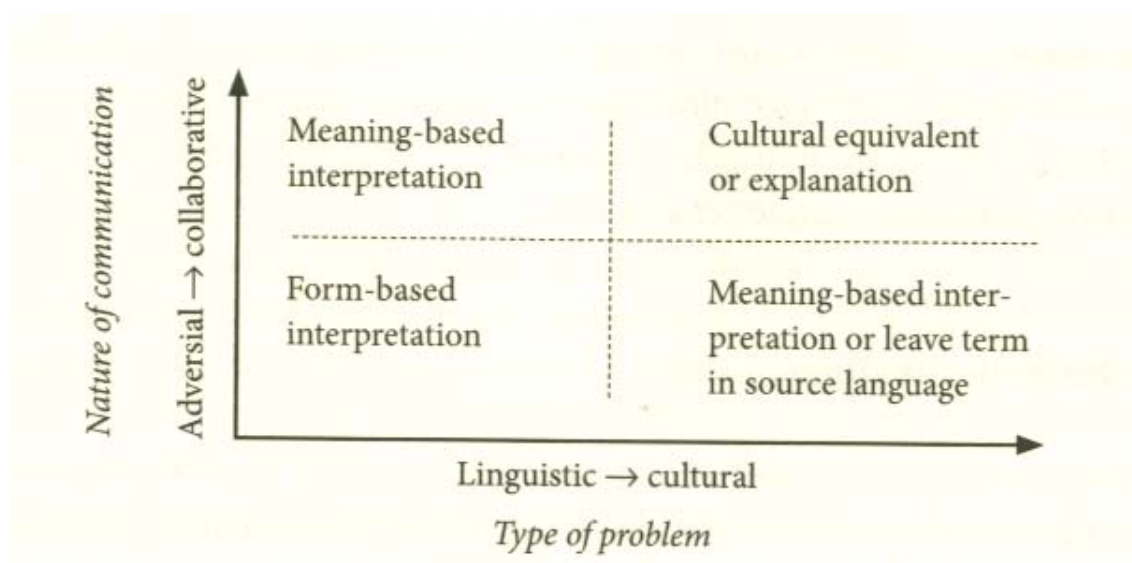 Nature of communication
Adversial → collaborative
Meaning-based
interpretation
Cultural equivalent
or explanation
Form-based
interpretation
Meaning-based inter-
pretation or leave term
in source language
Linguistic → cultural
Type of problem